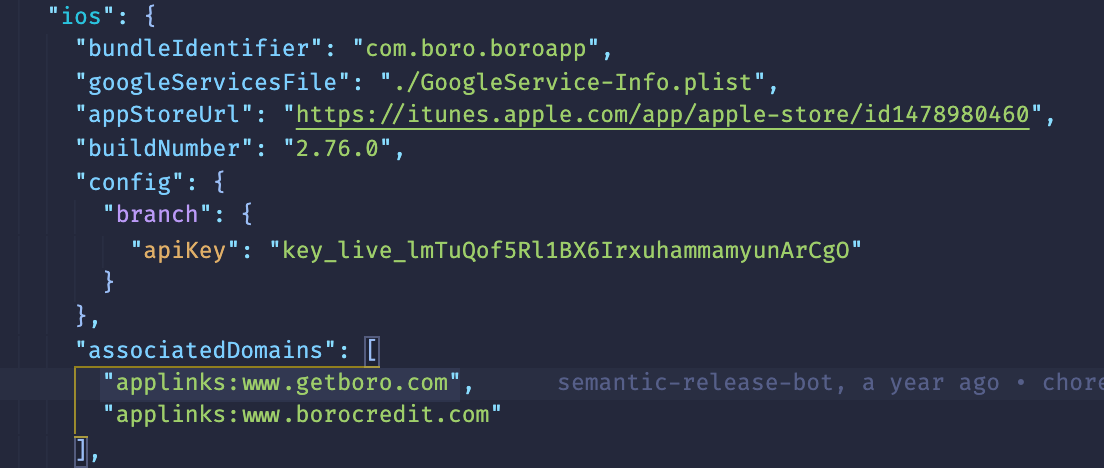 "ios": {
"bundleIdentifier": "com.boro.boroapp",
"googleServicesFile": "./GoogleService-Info.plist",
"appStoreUrl": "https://itunes.apple.com/app/apple-store/id1478980460",
"buildNumber": "2.76.0",
"config": {
"branch": {
"apiKey": "key_live_lmTuQof5Rl1BX6IrxuhammamyunArCgO"
}
},
"associatedDomains": [
"applinks:www.getboro.com", semantic-release-bot, a year ago • chore
"applinks:www.borocredit.com"
],